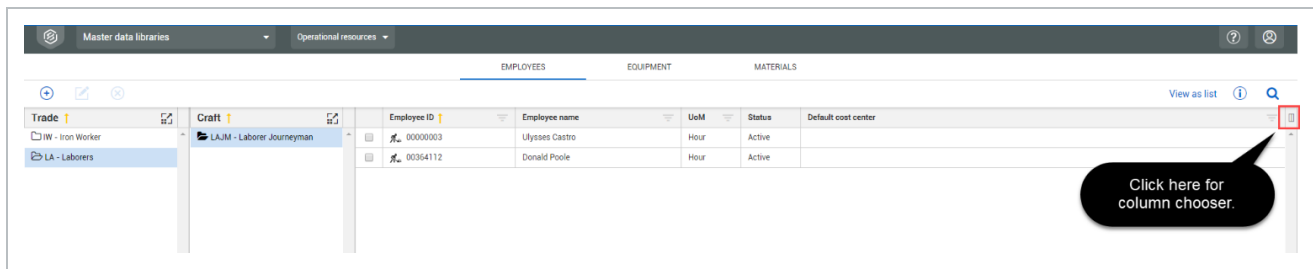 Master data libraries
Operational resources
EMPLOYEES
EQUIPMENT
MATERIALS
View as list
Trade
Craft
Employee ID
Employee name
UoM
Status
Default cost center
IW - Iron Worker
LAJM - Laborer Journeyman
00000003
Ulysses Castro
Hour
Active
LA - Laborers
00364112
Donald Poole
Hour
Active
Click here for
column chooser.